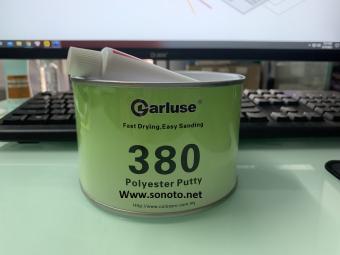 Carluse®
Fast Drying,Easy Sanding
380
Polyester Putty
Www.sonoto.net